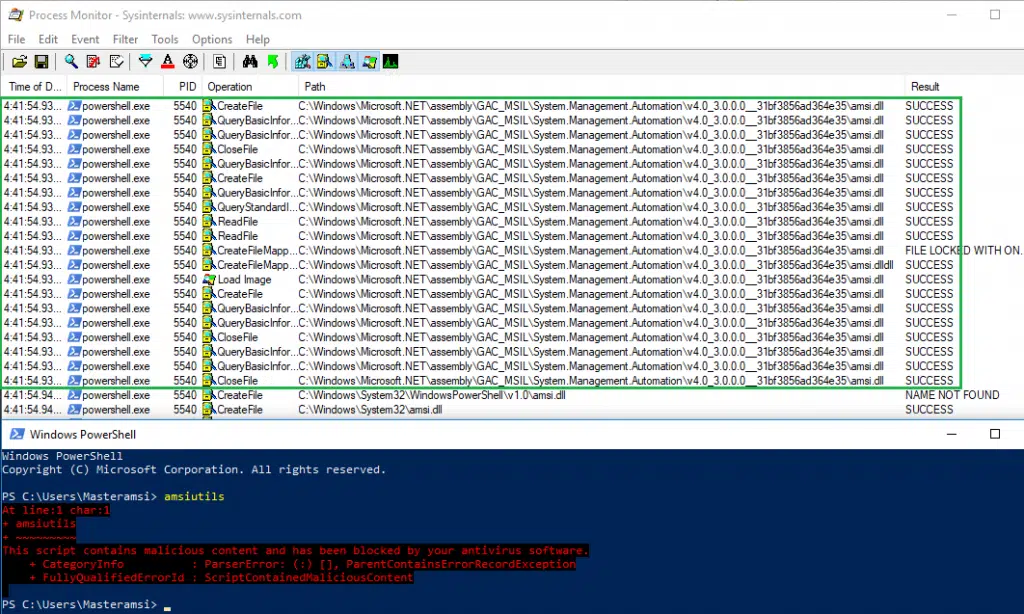 Process Monitor - Sysinternals: www.sysinternals.com
File Edit Event Filter Tools Options Help
Time of D... Process Name PID Operation Path Result
4:41:54.93... powershell.exe 5540 CreateFile C:\Windows\Microsoft.NET\assembly\GAC_MSIL\System.Management.Automation\v4.0_3.0.0.0__31bf3856ad364e35\amsi.dll SUCCESS
4:41:54.93... powershell.exe 5540 QueryBasicInfor... C:\Windows\Microsoft.NET\assembly\GAC_MSIL\System.Management.Automation\v4.0_3.0.0.0__31bf3856ad364e35\amsi.dll SUCCESS
4:41:54.93... powershell.exe 5540 QueryBasicInfor... C:\Windows\Microsoft.NET\assembly\GAC_MSIL\System.Management.Automation\v4.0_3.0.0.0__31bf3856ad364e35\amsi.dll SUCCESS
4:41:54.93... powershell.exe 5540 CloseFile C:\Windows\Microsoft.NET\assembly\GAC_MSIL\System.Management.Automation\v4.0_3.0.0.0__31bf3856ad364e35\amsi.dll SUCCESS
4:41:54.93... powershell.exe 5540 QueryBasicInfor... C:\Windows\Microsoft.NET\assembly\GAC_MSIL\System.Management.Automation\v4.0_3.0.0.0__31bf3856ad364e35\amsi.dll SUCCESS
4:41:54.93... powershell.exe 5540 CreateFile C:\Windows\Microsoft.NET\assembly\GAC_MSIL\System.Management.Automation\v4.0_3.0.0.0__31bf3856ad364e35\amsi.dll SUCCESS
4:41:54.93... powershell.exe 5540 QueryBasicInfor... C:\Windows\Microsoft.NET\assembly\GAC_MSIL\System.Management.Automation\v4.0_3.0.0.0__31bf3856ad364e35\amsi.dll SUCCESS
4:41:54.93... powershell.exe 5540 QueryStandardI... C:\Windows\Microsoft.NET\assembly\GAC_MSIL\System.Management.Automation\v4.0_3.0.0.0__31bf3856ad364e35\amsi.dll SUCCESS
4:41:54.93... powershell.exe 5540 ReadFile C:\Windows\Microsoft.NET\assembly\GAC_MSIL\System.Management.Automation\v4.0_3.0.0.0__31bf3856ad364e35\amsi.dll SUCCESS
4:41:54.93... powershell.exe 5540 ReadFile C:\Windows\Microsoft.NET\assembly\GAC_MSIL\System.Management.Automation\v4.0_3.0.0.0__31bf3856ad364e35\amsi.dll SUCCESS
4:41:54.93... powershell.exe 5540 CreateFileMapp... C:\Windows\Microsoft.NET\assembly\GAC_MSIL\System.Management.Automation\v4.0_3.0.0.0__31bf3856ad364e35\amsi.dll FILE LOCKED WITH ON...
4:41:54.93... powershell.exe 5540 CreateFileMapp... C:\Windows\Microsoft.NET\assembly\GAC_MSIL\System.Management.Automation\v4.0_3.0.0.0__31bf3856ad364e35\amsi.dlldll SUCCESS
4:41:54.93... powershell.exe 5540 Load Image C:\Windows\Microsoft.NET\assembly\GAC_MSIL\System.Management.Automation\v4.0_3.0.0.0__31bf3856ad364e35\amsi.dll SUCCESS
4:41:54.93... powershell.exe 5540 CreateFile C:\Windows\Microsoft.NET\assembly\GAC_MSIL\System.Management.Automation\v4.0_3.0.0.0__31bf3856ad364e35\amsi.dll SUCCESS
4:41:54.93... powershell.exe 5540 QueryBasicInfor... C:\Windows\Microsoft.NET\assembly\GAC_MSIL\System.Management.Automation\v4.0_3.0.0.0__31bf3856ad364e35\amsi.dll SUCCESS
4:41:54.93... powershell.exe 5540 QueryBasicInfor... C:\Windows\Microsoft.NET\assembly\GAC_MSIL\System.Management.Automation\v4.0_3.0.0.0__31bf3856ad364e35\amsi.dll SUCCESS
4:41:54.93... powershell.exe 5540 CloseFile C:\Windows\Microsoft.NET\assembly\GAC_MSIL\System.Management.Automation\v4.0_3.0.0.0__31bf3856ad364e35\amsi.dll SUCCESS
4:41:54.93... powershell.exe 5540 QueryBasicInfor... C:\Windows\Microsoft.NET\assembly\GAC_MSIL\System.Management.Automation\v4.0_3.0.0.0__31bf3856ad364e35\amsi.dll SUCCESS
4:41:54.93... powershell.exe 5540 QueryBasicInfor... C:\Windows\Microsoft.NET\assembly\GAC_MSIL\System.Management.Automation\v4.0_3.0.0.0__31bf3856ad364e35\amsi.dll SUCCESS
4:41:54.93... powershell.exe 5540 CloseFile C:\Windows\Microsoft.NET\assembly\GAC_MSIL\System.Management.Automation\v4.0_3.0.0.0__31bf3856ad364e35\amsi.dll SUCCESS
4:41:54.94... powershell.exe 5540 CreateFile C:\Windows\System32\WindowsPowerShell\v1.0\amsi.dll NAME NOT FOUND
4:41:54.94... powershell.exe 5540 CreateFile C:\Windows\System32\amsi.dll SUCCESS
Windows PowerShell
Windows PowerShell
Copyright (C) Microsoft Corporation. All rights reserved.
PS C:\Users\Masteramsi> amsiutils
At line:1 char:1
+ amsiutils
+ ~~~~~~~~~
This script contains malicious content and has been blocked by your antivirus software.
+ CategoryInfo : ParserError: (:) [], ParentContainsErrorRecordException
+ FullyQualifiedErrorId : ScriptContainedMaliciousContent
PS C:\Users\Masteramsi> _